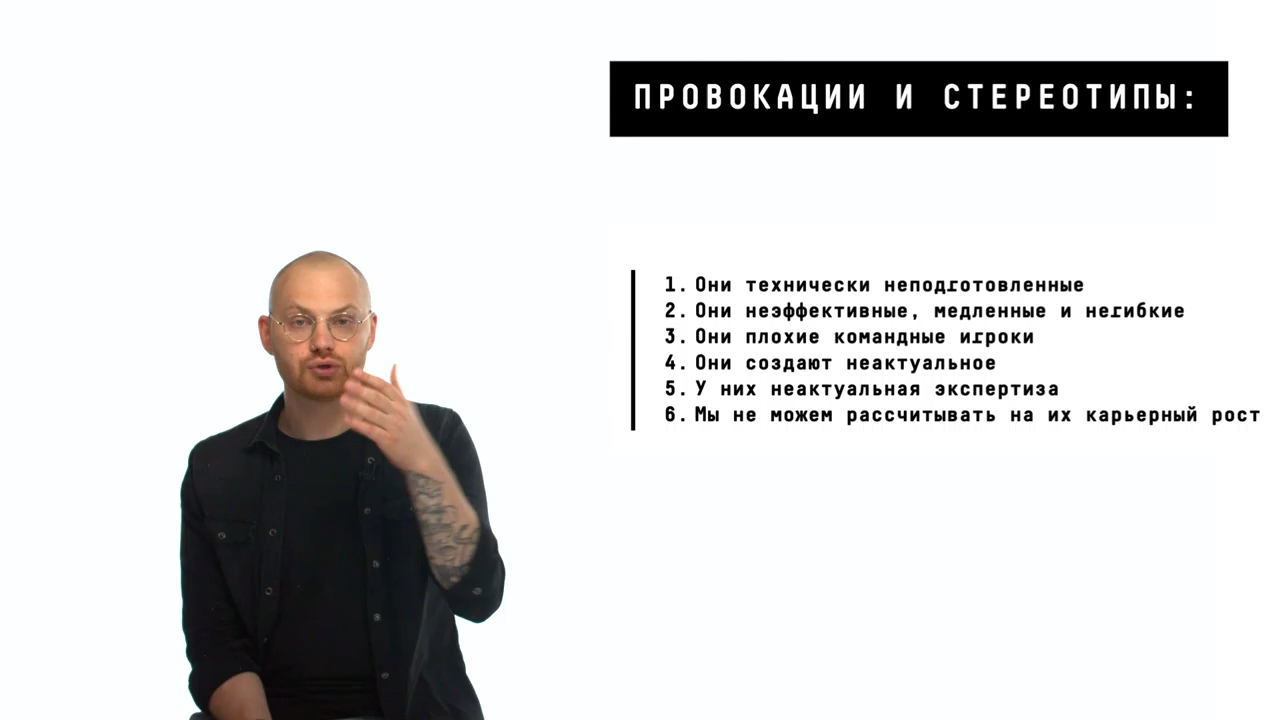 ПРОВОКАЦИИ И СТЕРЕОТИПЫ:
1. Они технически неподготовленные
2. Они неэффективные, медленные и негибкие
3. Они плохие командные игроки
4. Они создают неактуальное
5. У них неактуальная экспертиза
6. Мы не можем рассчитывать на их карьерный рост